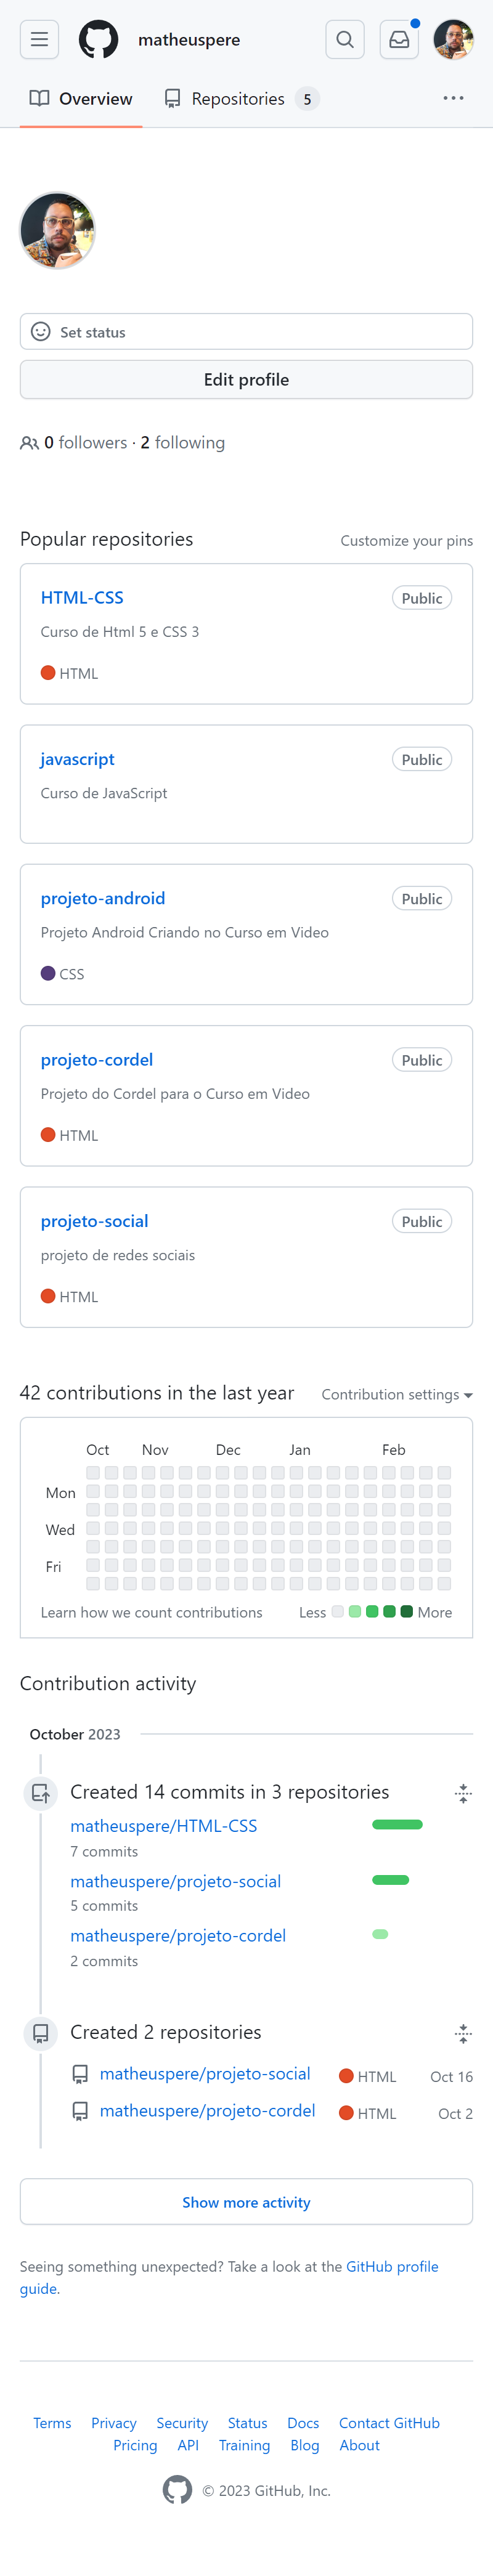 matheuspere
Overview
Repositories 5
Set status
Edit profile
0 followers · 2 following
Popular repositories
Customize your pins
HTML-CSS
Public
Curso de Html 5 e CSS 3
HTML
javascript
Public
Curso de JavaScript
projeto-android
Public
Projeto Android Criando no Curso em Video
CSS
projeto-cordel
Public
Projeto do Cordel para o Curso em Video
HTML
projeto-social
Public
projeto de redes sociais
HTML
42 contributions in the last year
Contribution settings
Oct Nov Dec Jan Feb
Mon
Wed
Fri
Learn how we count contributions
Less More
Contribution activity
October 2023
Created 14 commits in 3 repositories
matheuspere/HTML-CSS
7 commits
matheuspere/projeto-social
5 commits
matheuspere/projeto-cordel
2 commits
Created 2 repositories
matheuspere/projeto-social HTML Oct 16
matheuspere/projeto-cordel HTML Oct 2
Show more activity
Seeing something unexpected? Take a look at the GitHub profile
guide.
Terms Privacy Security Status Docs Contact GitHub
Pricing API Training Blog About
© 2023 GitHub, Inc.